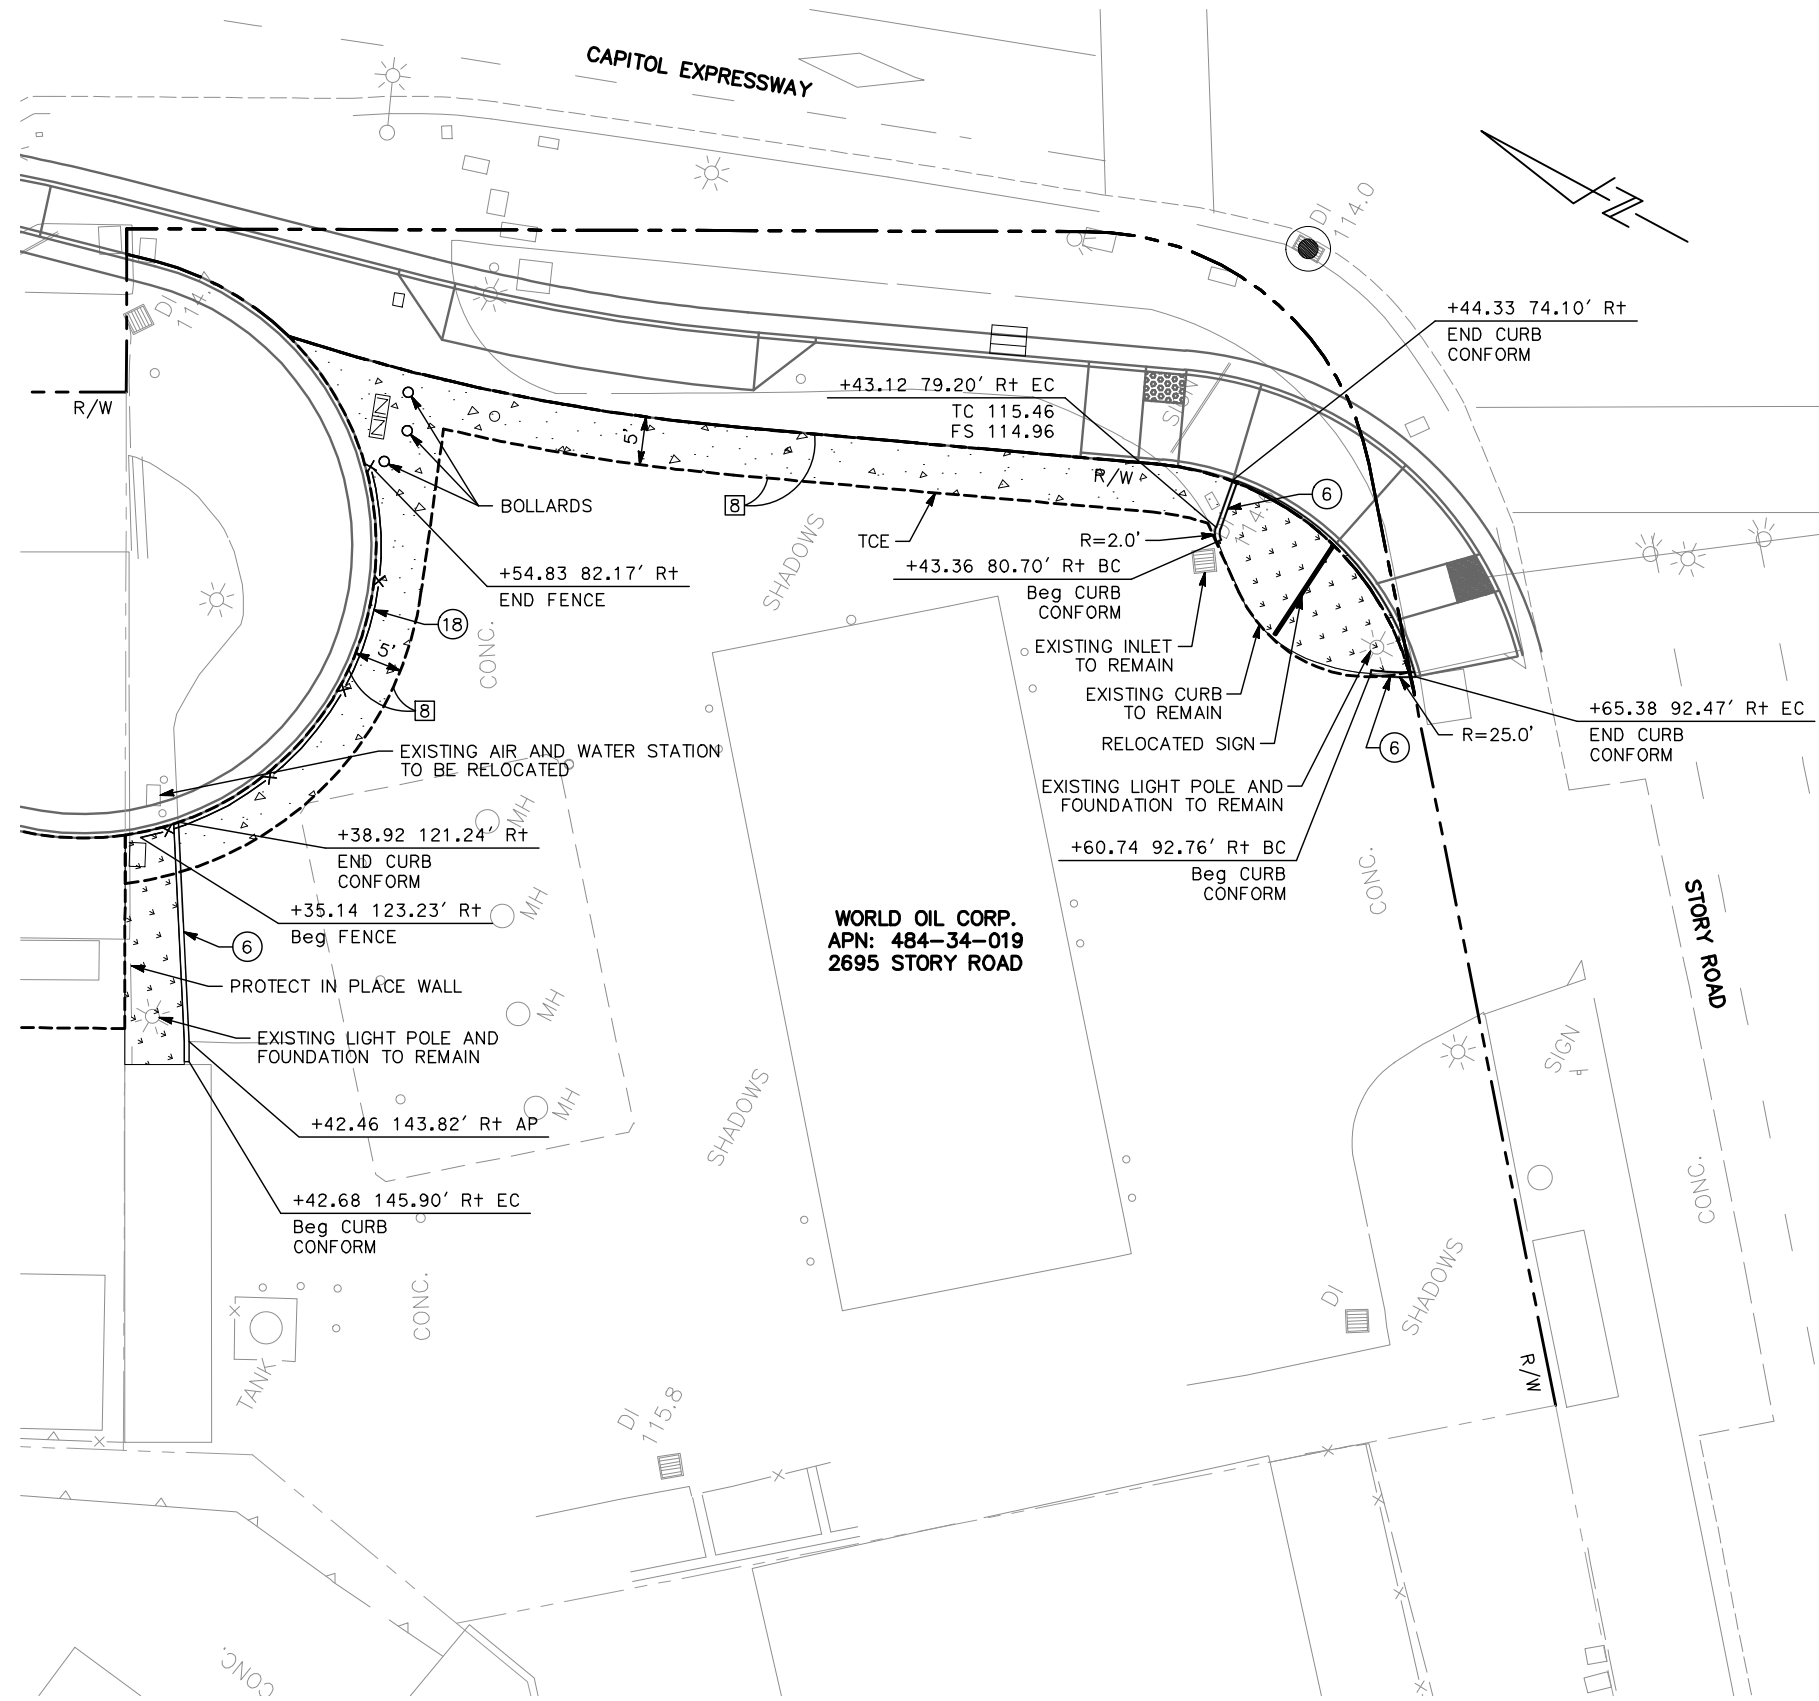 CAPITOL EXPRESSWAY
DI
114.0
+44.33 74.10' Rt
END CURB
CONFORM
DI
R/W
+43.12 79.20' Rt EC
TC 115.46
FS 114.96
SIGN
5'
R/W
6
8
BOLLARDS
TCE
SHADOWS
R=2.0'
DI
+43.36 80.70' Rt BC
Beg CURB
CONFORM
+54.83 82.17' Rt
END FENCE
18
CONC.
5'
EXISTING INLET
TO REMAIN
EXISTING CURB
TO REMAIN
8
RELOCATED SIGN
6
R=25.0'
+65.38 92.47' Rt EC
END CURB
CONFORM
EXISTING AIR AND WATER STATION
TO BE RELOCATED
EXISTING LIGHT POLE AND
FOUNDATION TO REMAIN
MH
+38.92 121.24' Rt
END CURB
CONFORM
+60.74 92.76' Rt BC
Beg CURB
CONFORM
CONC.
MH
+35.14 123.23' Rt
Beg FENCE
6
WORLD OIL CORP.
APN: 484-34-019
2695 STORY ROAD
STORY ROAD
PROTECT IN PLACE WALL
MH
EXISTING LIGHT POLE AND
FOUNDATION TO REMAIN
SIGN
MH
+42.46 143.82' Rt AP
SHADOWS
+42.68 145.90' Rt EC
Beg CURB
CONFORM
CONC.
CONC.
DI
SHADOWS
TANK
R/W
DI
115.8
CONC.